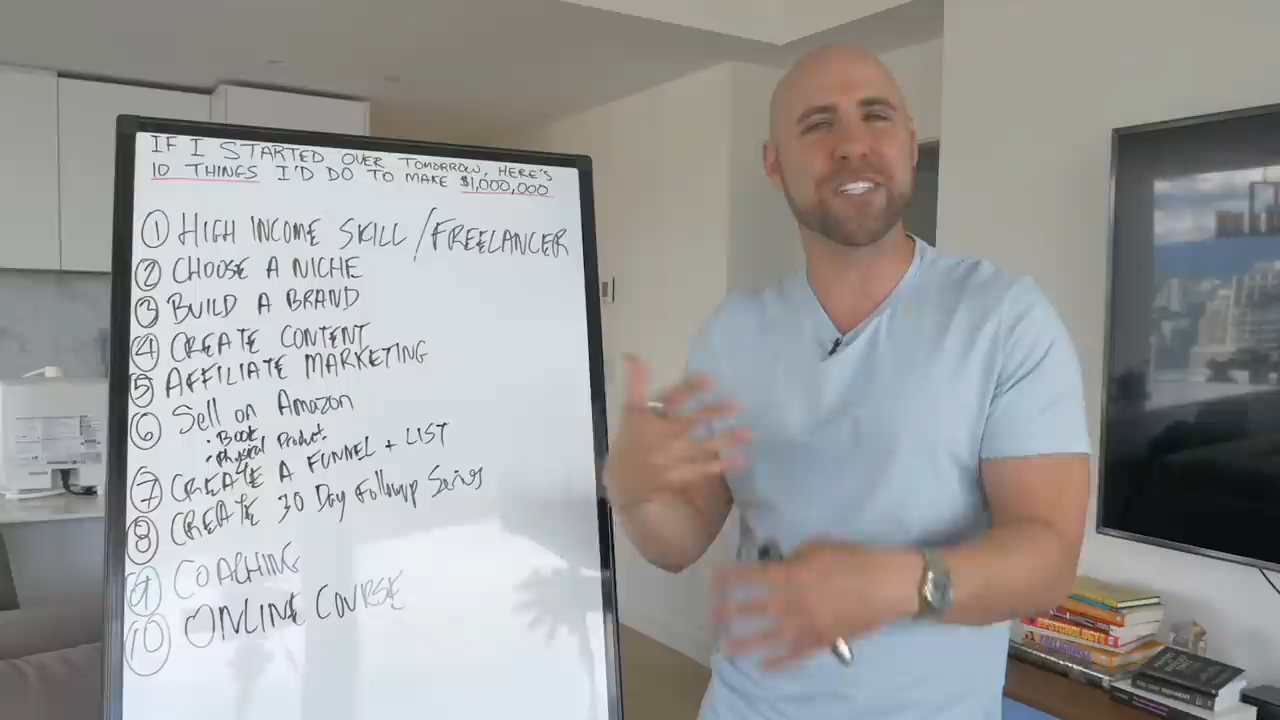 IF I STARTED OVER TOMORROW, HERE'S
10 THINGS I'D DO TO MAKE $1,000,000
1 HIGH INCOME SKILL/FREELANCER
2 CHOOSE A NICHE
3 BUILD A BRAND
4 CREATE CONTENT
5 AFFILIATE MARKETING
6 Sell on Amazon
• Book
• Physical Product
7 CREATE A FUNNEL + LIST
8 CREATE 30 Day Followup Series
9 COACHING
10 ONLINE COURSE
PSYCHOLOGY